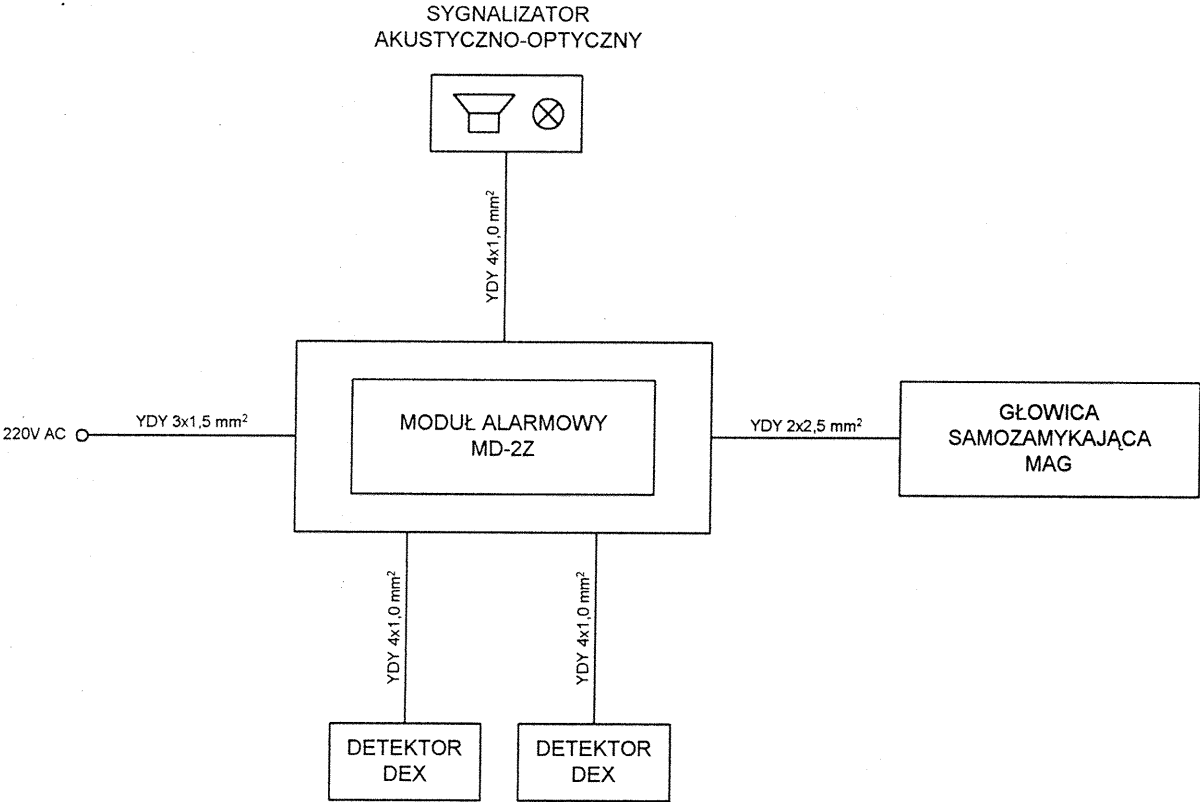 SYGNALIZATOR
AKUSTYCZNO-OPTYCZNY
YDY 4x1,0 mm²
220V AC
YDY 3x1,5 mm²
MODUŁ ALARMOWY
MD-2Z
YDY 2x2,5 mm²
GŁOWICA
SAMOZAMYKAJĄCA
MAG
YDY 4x1,0 mm²
YDY 4x1,0 mm²
DETEKTOR
DEX
DETEKTOR
DEX